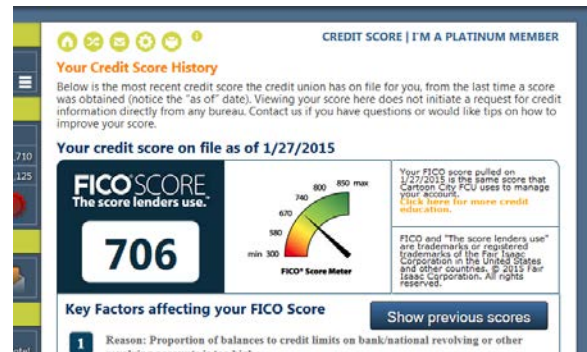 CREDIT SCORE | I'M A PLATINUM MEMBER
Your Credit Score History
Below is the most recent credit score the credit union has on file for you, from the last time a score
was obtained (notice the "as of" date). Viewing your score here does not initiate a request for credit
information directly from any bureau. Contact us if you have questions or would like tips on how to
improve your score.
Your credit score on file as of 1/27/2015
,710
,125
FICO SCORE
The score lenders use.
706
850 max
800
740
670
580
min 300
FICO® Score Meter
Your FICO score pulled on
1/27/2015 is the same score that
Cartoon City FCU uses to manage
your account.
Click here for more credit
education.
FICO and "The score lenders use"
are trademarks or registered
trademarks of the Fair Isaac
Corporation in the United States
and other countries. © 2015 Fair
Isaac Corporation. All rights
reserved.
Key Factors affecting your FICO Score
Show previous scores
1
Reason: Proportion of balances to credit limits on bank/national revolving or other